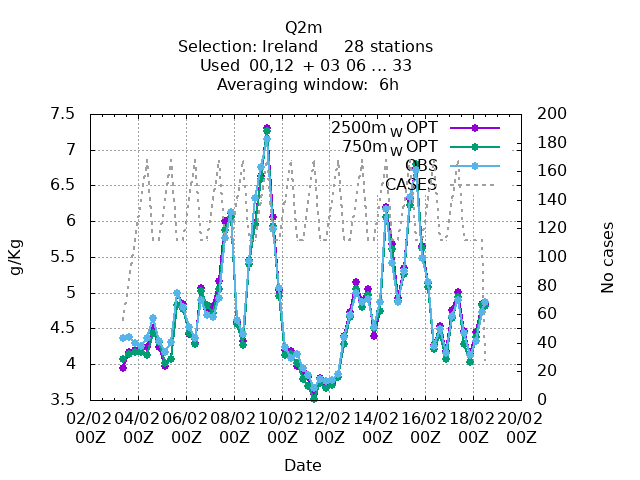 Q2m
Selection: Ireland 28 stations
Used 00,12 + 03 06 ... 33
Averaging window: 6h
7.5
7
6.5
6
5.5
5
4.5
4
3.5
g/Kg
200
180
160
140
120
100
80
60
40
20
0
No cases
2500m W OPT
750m W OPT
OBS
CASES
02/02 04/02 06/02 08/02 10/02 12/02 14/02 16/02 18/02 20/02
00Z 00Z 00Z 00Z 00Z 00Z 00Z 00Z 00Z 00Z
Date